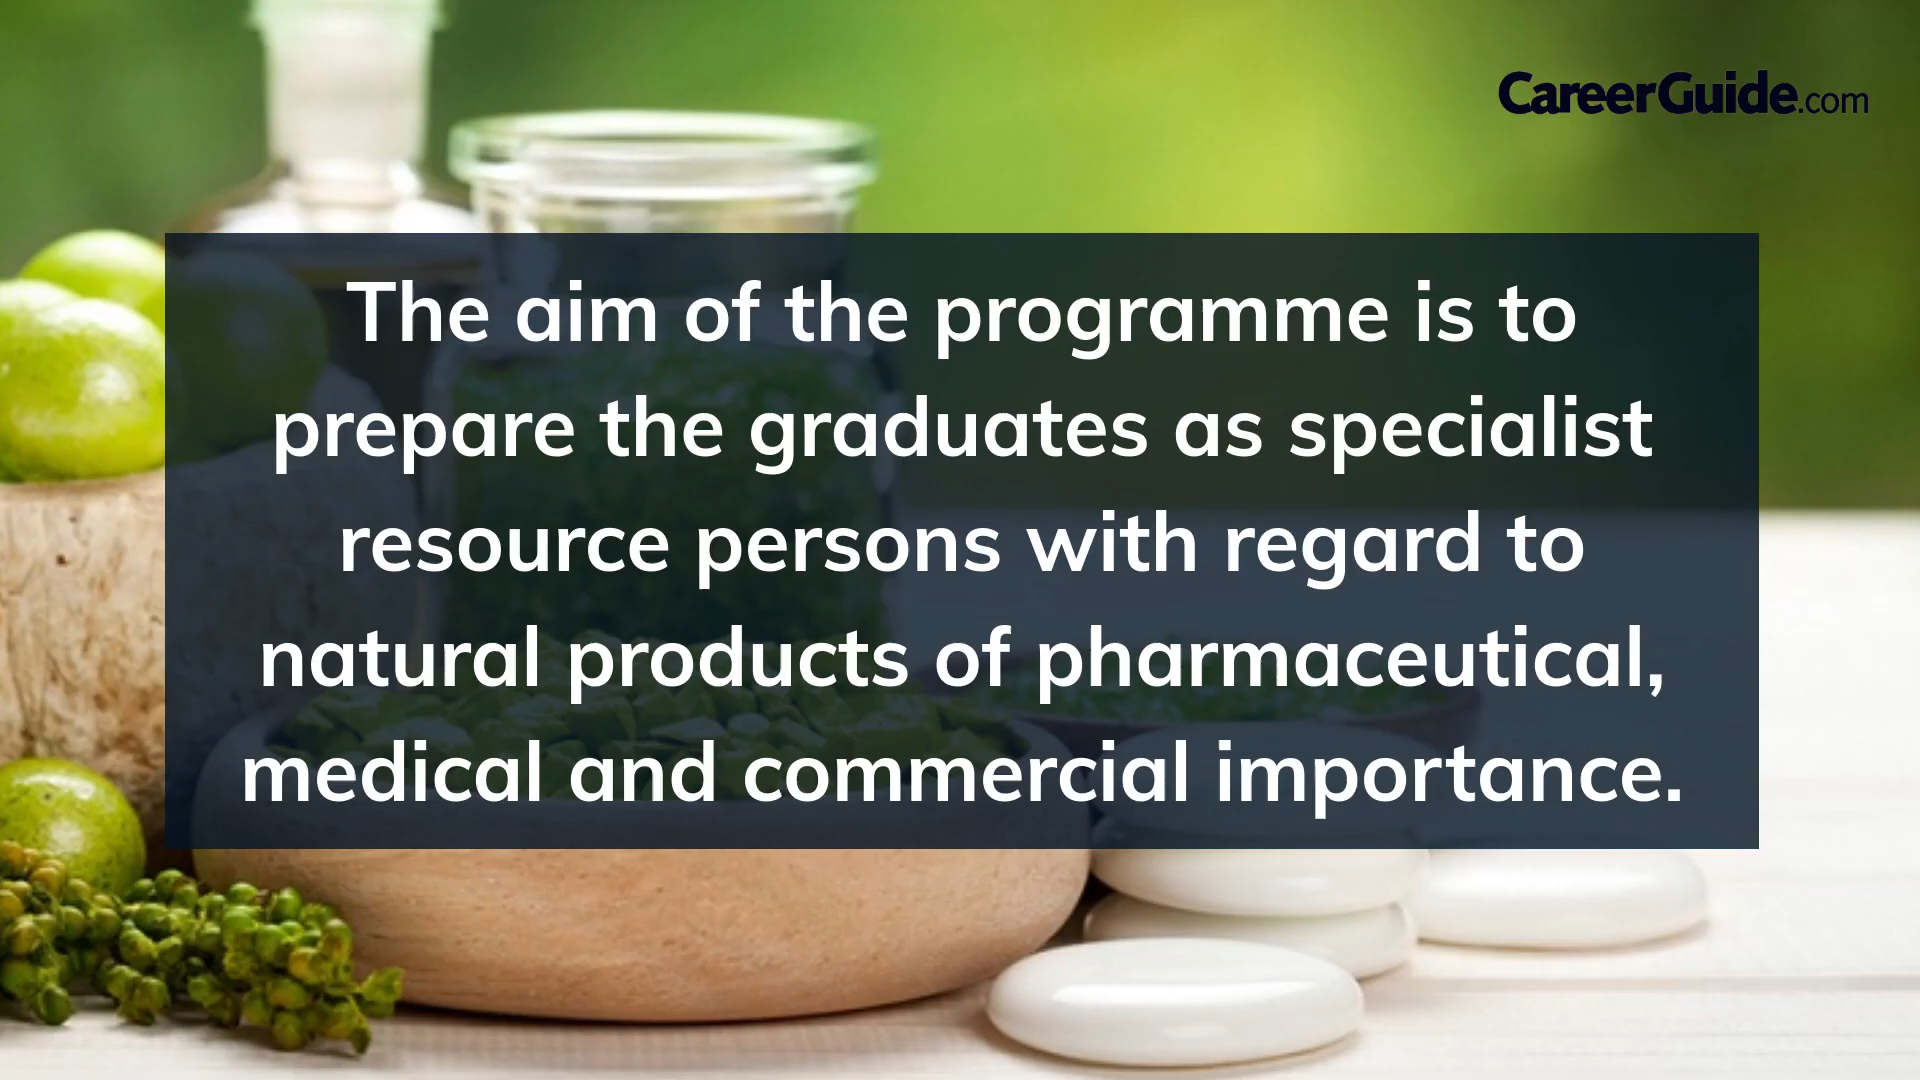 CareerGuide.com
The aim of the programme is to
prepare the graduates as specialist
resource persons with regard to
natural products of pharmaceutical,
medical and commercial importance.